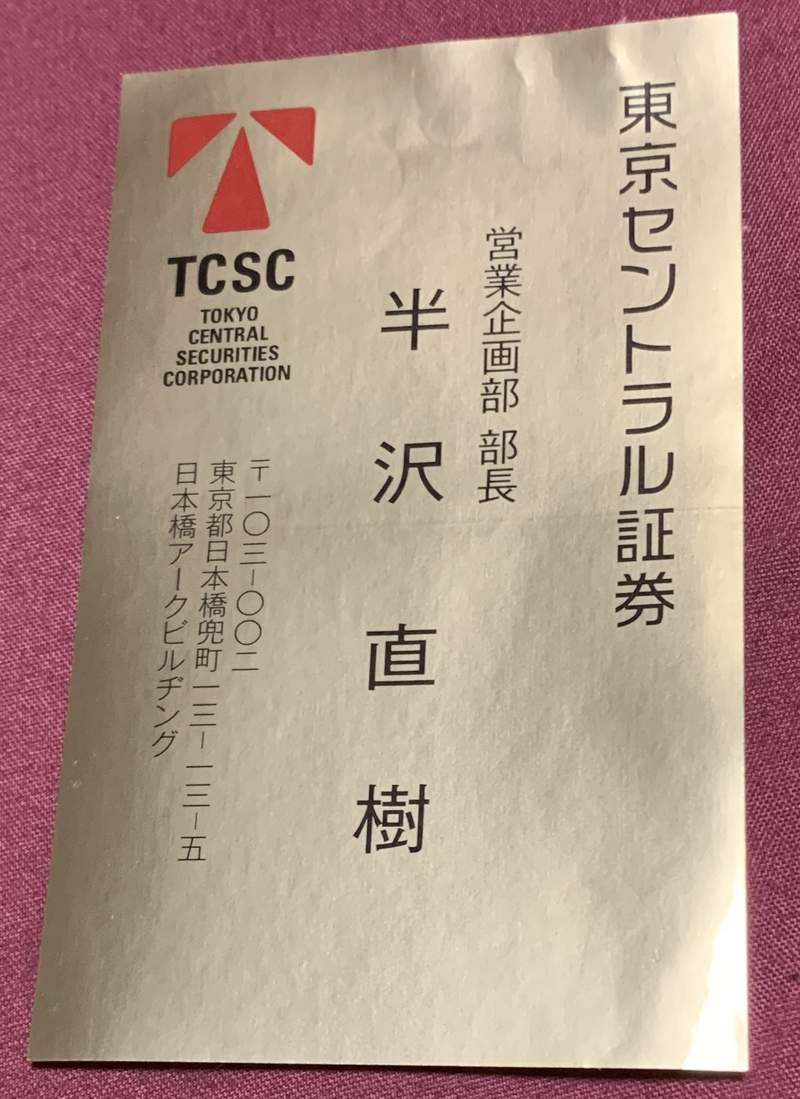 東京セントラル証券
営業企画部 部長
半沢直樹
TCSC
TOKYO
CENTRAL
SECURITIES
CORPORATION
〒一〇三-〇〇二
東京都日本橋兜町一三-一三-五
日本橋アークビルヂング